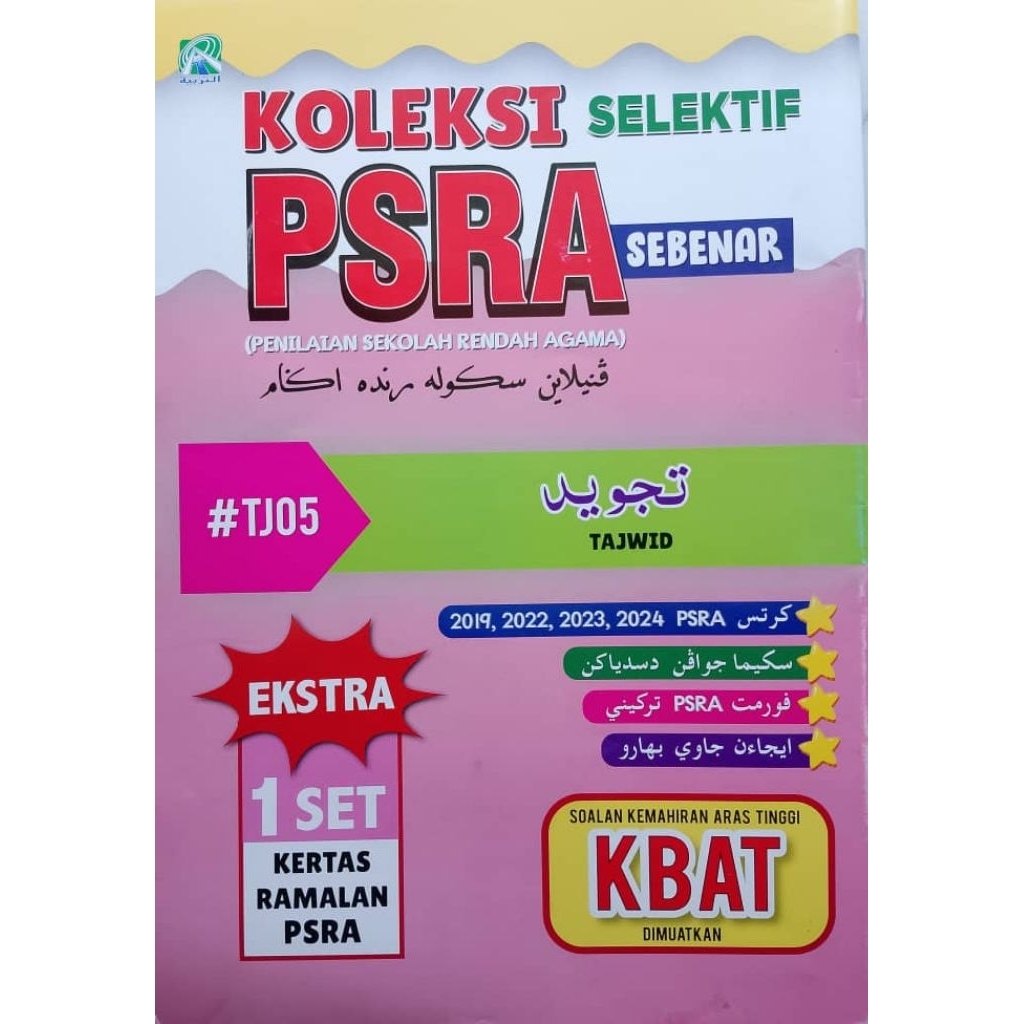 التربية
KOLEKSI SELEKTIF
PSRA SEBENAR
(PENILAIAN SEKOLAH RENDAH AGAMA)
ڤنيلاين سكوله رنده اݢام
#TJ05
تجويد
TAJWID
كرتس PSRA 2019, 2022, 2023, 2024
سكيما جواڤن دسدياكن
فورمت PSRA تركيني
ايجاءن جاوي بهارو
EKSTRA
1 SET
KERTAS
RAMALAN
PSRA
SOALAN KEMAHIRAN ARAS TINGGI
KBAT
DIMUATKAN